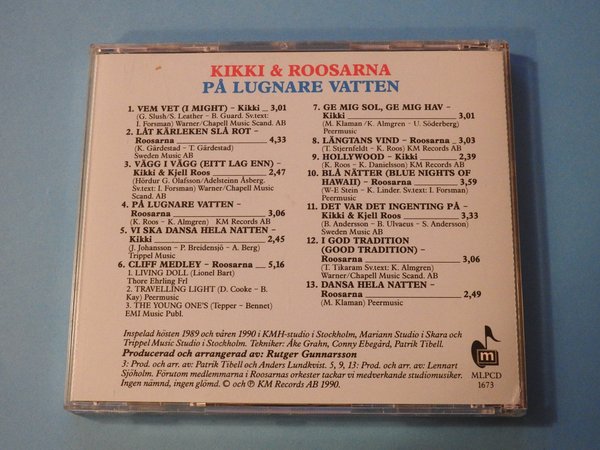 KIKKI & ROOSARNA
PÅ LUGNARE VATTEN
1. VEM VET (I MIGHT) – Kikki 3,01
(G. Slush/S. Leather – B. Guard. Sv.text:
I. Forsman) Warner/Chapell Music Scand. AB
2. LÅT KÄRLEKEN SLÅ ROT –
Roosarna 4,33
(K. Gärdestad – T. Gärdestad)
Sweden Music AB
3. VÄGG I VÄGG (EITT LAG ENN) –
Kikki & Kjell Roos 2,47
(Hördur G. Olafsson/Adelsteinn Åsberg.
Sv.text: I. Forsman) Warner/Chapell Music
Scand.AB
4. PÅ LUGNARE VATTEN –
Roosarna 3,06
(K. Roos – K. Almgren) KM Records AB
5. VI SKA DANSA HELA NATTEN –
Kikki 2,45
(J. Johansson – P. Breidensjö – A. Berg)
Trippel Music
6. CLIFF MEDLEY – Roosarna 5,16
1. LIVING DOLL (Lionel Bart)
Thore Ehrling Frl
2. TRAVELLING LIGHT (D. Cooke – B.
Kay) Peermusic
3. THE YOUNG ONE'S (Tepper – Bennet)
EMI Music Publ.
7. GE MIG SOL, GE MIG HAV –
Kikki 3,01
(M. Klaman/K. Almgren – U. Söderberg)
Peermusic
8. LÄNGTANS VIND – Roosarna 3,03
(T. Stjernfeldt – K. Roos) KM Records AB
9. HOLLYWOOD – Kikki 2,39
(K. Roos – K. Danielsson) KM Records AB
10. BLÅ NÄTTER (BLUE NIGHTS OF
HAWAII) – Roosarna 3,59
(W-E Stein – K. Linder. S.text: I. Forsman)
Peermusic
11. DET VAR DET INGENTING PÅ –
Kikki & Kjell Roos 3,33
(B. Andersson – B. Ulvaeus – S. Andersson)
Sweden Music AB
12. I GOD TRADITION
(GOOD TRADITION) –
Roosarna 3,06
(T. Tikaram Sv.text: K. Almgren)
Warner/Chapell Music Scand. AB
13. DANSA HELA NATTEN –
Roosarna 2,49
(M. Klaman) Peermusic
Inspelad hösten 1989 och våren 1990 i KMH-studio i Stockholm, Mariann Studio i Skara och
Trippel Music Studio i Stockholm. Tekniker: Åke Grahn, Conny Ebegård, Patrik Tibell.
Producerad och arrangerad av: Rutger Gunnarsson
3: Prod. och arr. av: Patrik Tibell och Anders Lundkvist. 5, 9, 13: Prod. och arr. av: Lennart
Sjöholm. Förutom medlemmarna i Roosarnas orkester tackar vi medverkande studiomusiker.
Ingen nämnd, ingen glömd. © och ℗ KM Records AB 1990.
m
MLPCD
1673